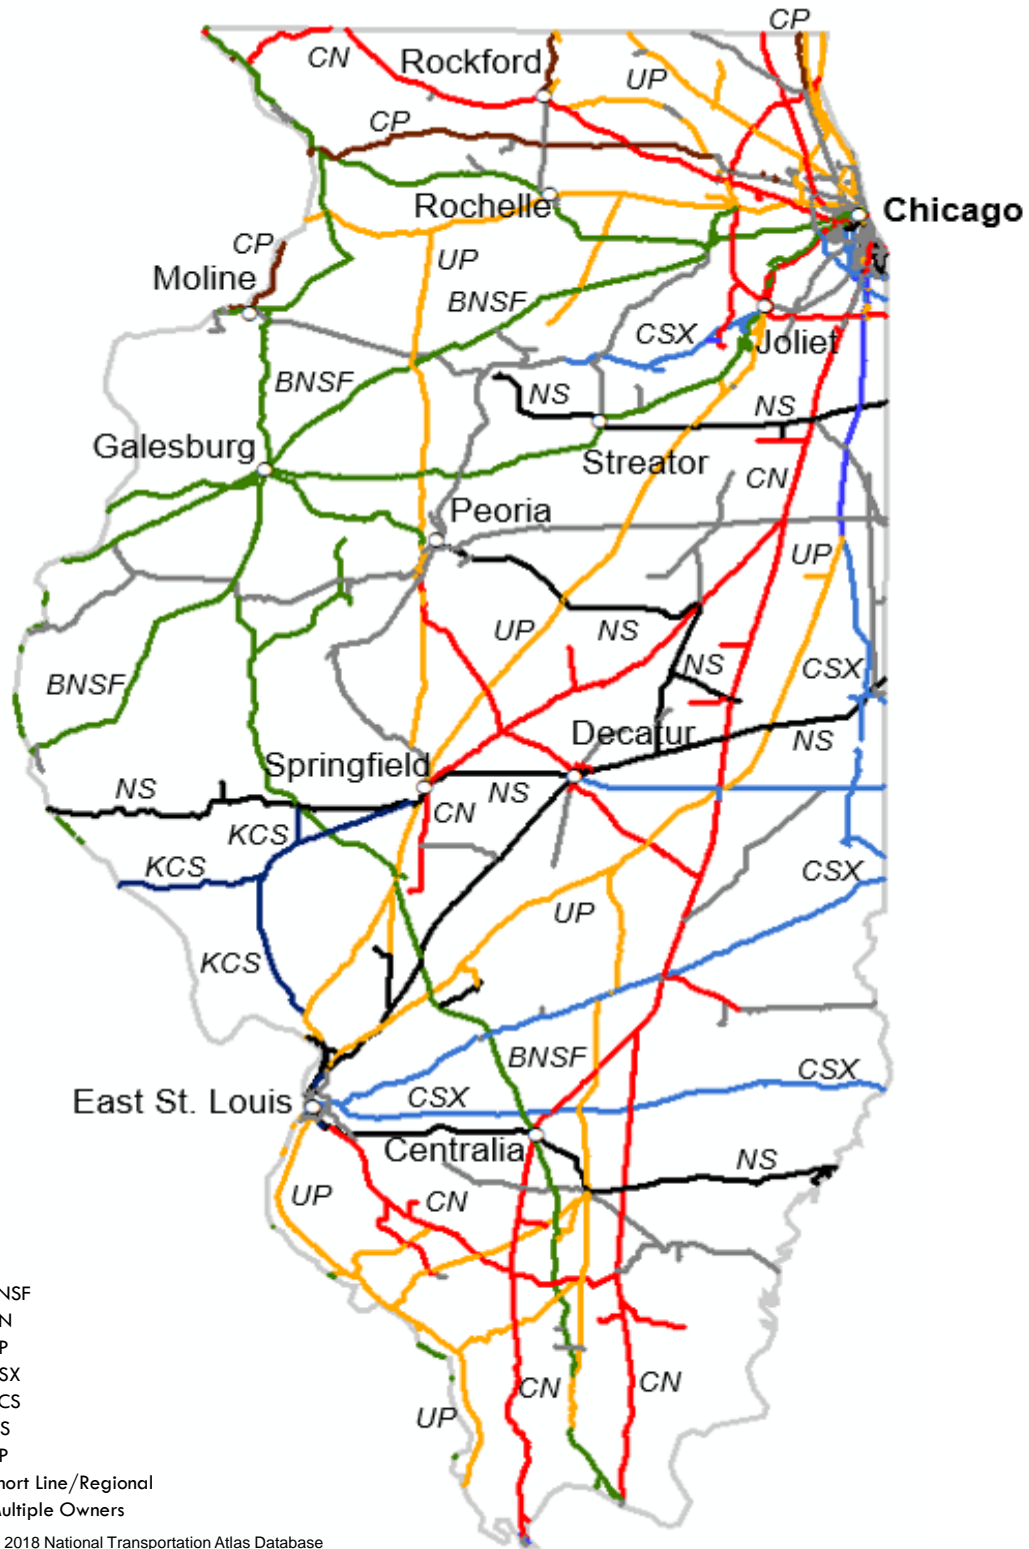 CP
CN
Rockford
UP
CP
Rochelle
Chicago
CP
UP
Moline
BNSF
CSX
Joliet
BNSF
NS
NS
Galesburg
Streator
CN
Peoria
UP
UP
NS
NS
CSX
BNSF
Decatur
NS
Springfield
NS
NS
CN
KCS
KCS
CSX
UP
KCS
BNSF
CSX
CSX
East St. Louis
Centralia
NS
UP
CN
CN
CN
UP
NSF
N
P
SX
CS
S
P
hort Line/Regional
Multiple Owners
2018 National Transportation Atlas Database